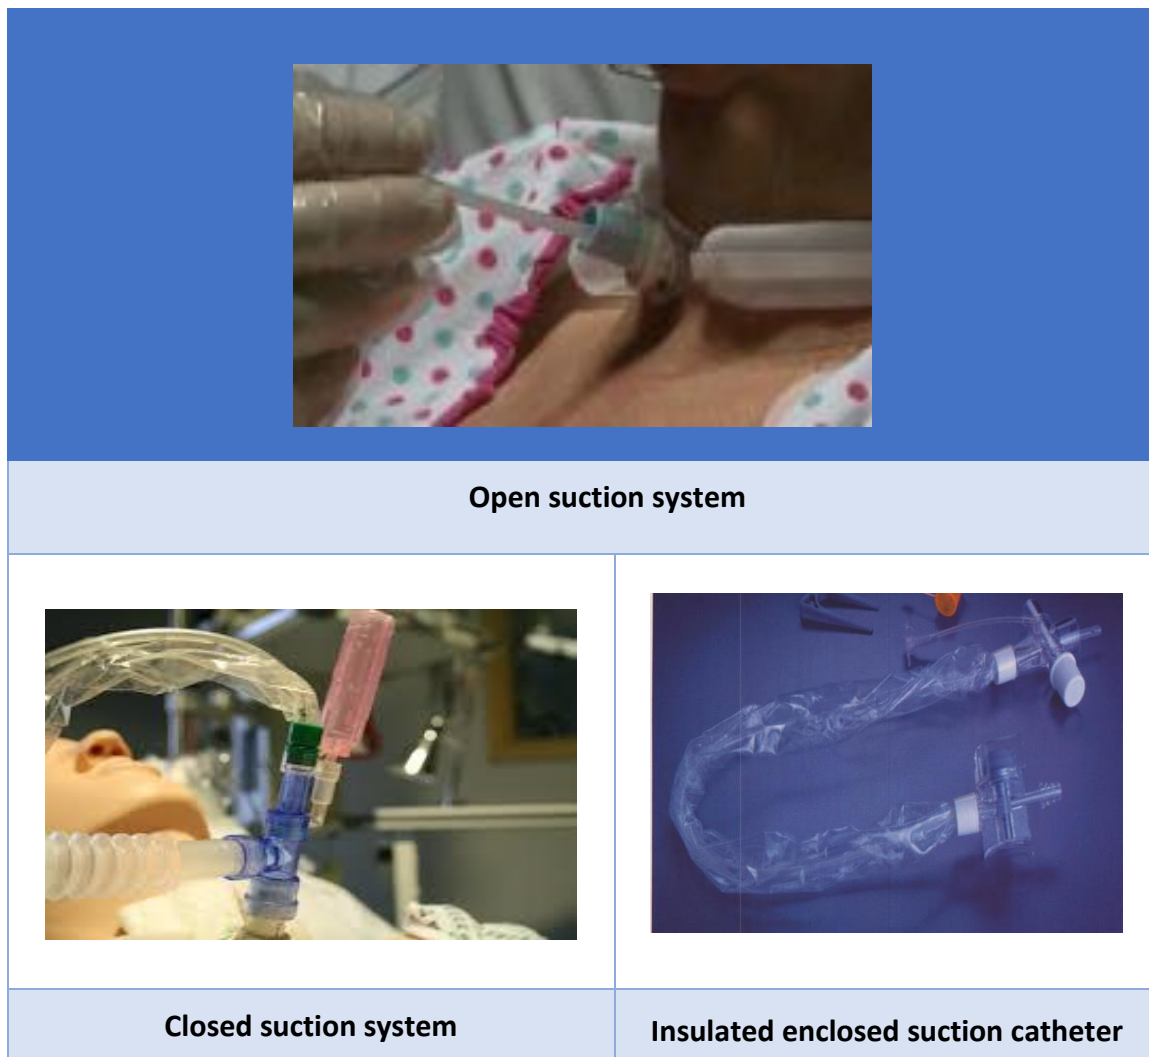 Open suction system
Closed suction system
Insulated enclosed suction catheter